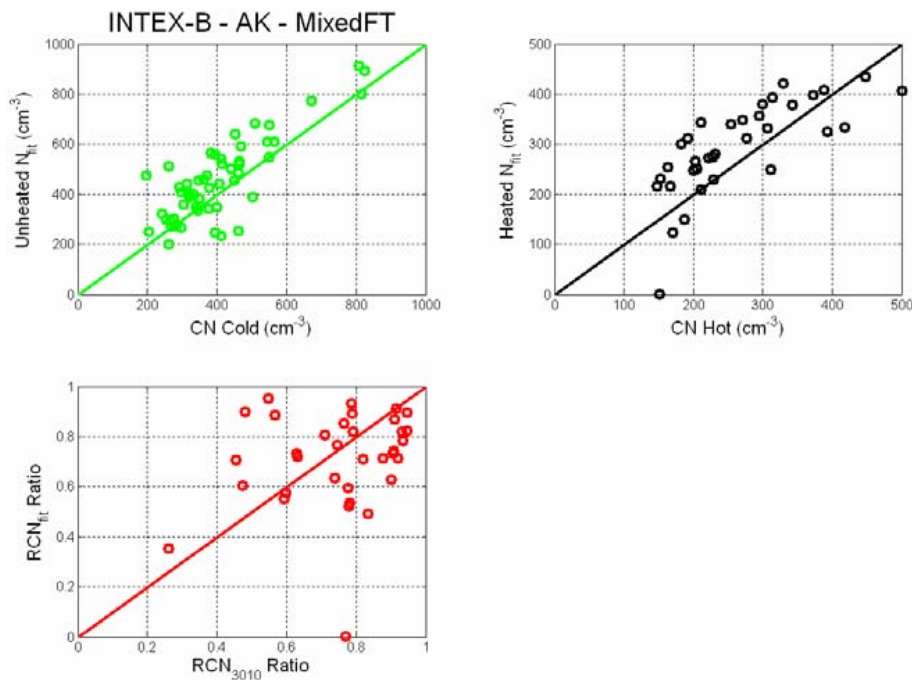 INTEX-B - AK - MixedFT
1000
800
600
400
200
0
Unheated N_fit (cm^-3)
0 200 400 600 800 1000
CN Cold (cm^-3)
500
400
300
200
100
0
Heated N_fit (cm^-3)
0 100 200 300 400 500
CN Hot (cm^-3)
1
0.8
0.6
0.4
0.2
0
RCN_fit Ratio
0 0.2 0.4 0.6 0.8 1
RCN_3010 Ratio